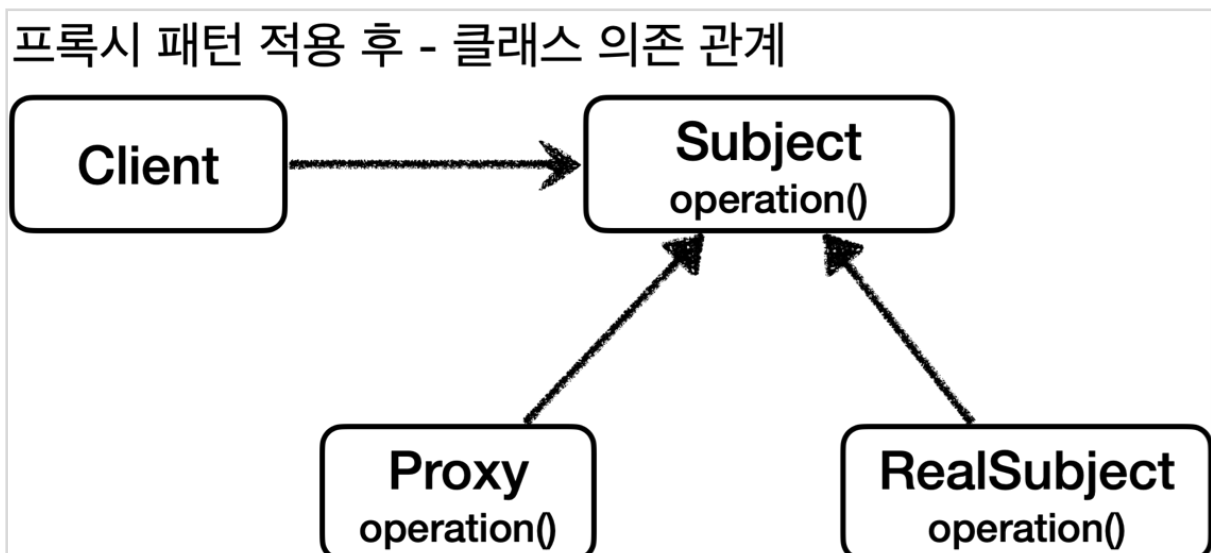 프록시 패턴 적용 후 - 클래스 의존 관계
Client
Subject
operation()
Proxy
operation()
RealSubject
operation()